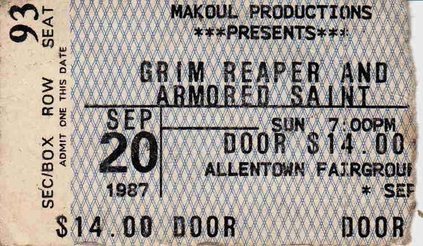 93
SEC/BOX ROW SEAT
ADMIT ONE THIS DATE
MAKOUL PRODUCTIONS
***PRESENTS***
GRIM REAPER AND
ARMORED SAINT
SEP
20
1987
SUN 7:00PM
DOOR $14.00
ALLENTOWN FAIRGROU
* SEP
$14.00 DOOR DOOR